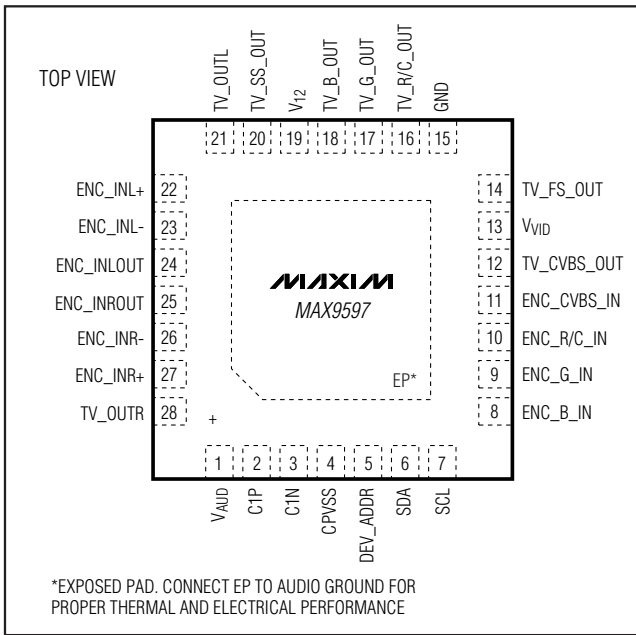 TOP VIEW
TV_OUTL
TV_SS_OUT
V12
TV_B_OUT
TV_G_OUT
TV_R/C_OUT
GND
21 20 19 18 17 16 15
ENC_INL+ 22
ENC_INL- 23
ENC_INLOUT 24
ENC_INROUT 25
ENC_INR- 26
ENC_INR+ 27
TV_OUTR 28
MAXIM
MAX9597
EP*
+
14 TV_FS_OUT
13 VVID
12 TV_CVBS_OUT
11 ENC_CVBS_IN
10 ENC_R/C_IN
9 ENC_G_IN
8 ENC_B_IN
1 2 3 4 5 6 7
VAUD
C1P
C1N
CPVSS
DEV_ADDR
SDA
SCL
*EXPOSED PAD. CONNECT EP TO AUDIO GROUND FOR
PROPER THERMAL AND ELECTRICAL PERFORMANCE